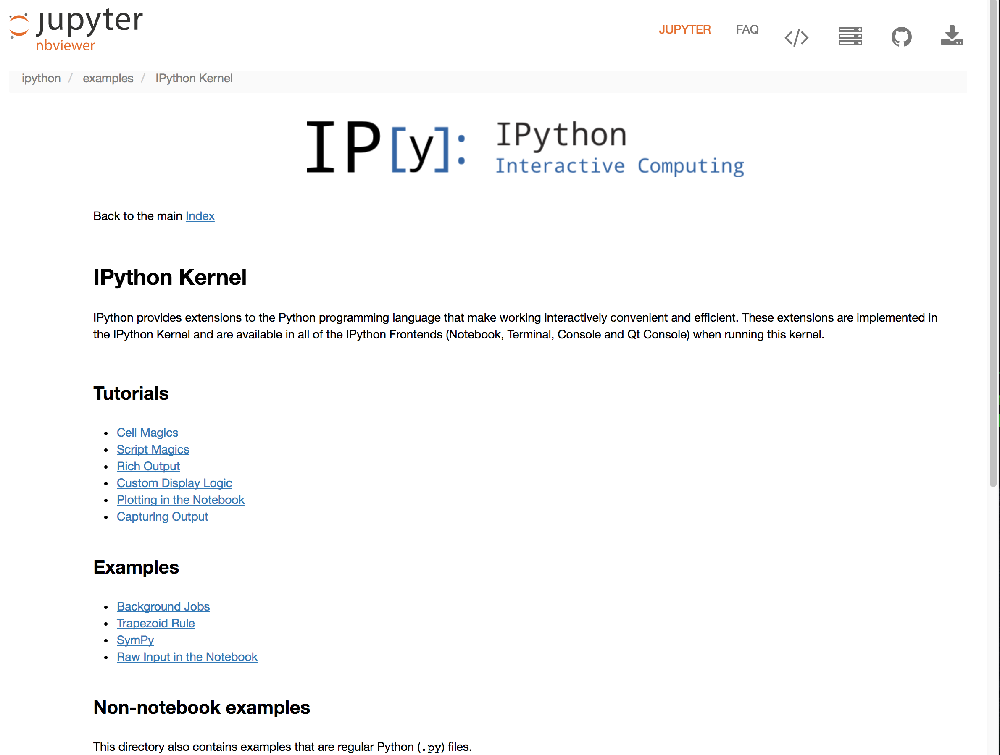 jupyter
nbviewer
JUPYTER FAQ </>
ipython / examples / IPython Kernel
IP[y]: IPython
Interactive Computing
Back to the main Index
IPython Kernel
IPython provides extensions to the Python programming language that make working interactively convenient and efficient. These extensions are implemented in
the IPython Kernel and are available in all of the IPython Frontends (Notebook, Terminal, Console and Qt Console) when running this kernel.
Tutorials
• Cell Magics
• Script Magics
• Rich Output
• Custom Display Logic
• Plotting in the Notebook
• Capturing Output
Examples
• Background Jobs
• Trapezoid Rule
• SymPy
• Raw Input in the Notebook
Non-notebook examples
This directory also contains examples that are regular Python (.py) files.